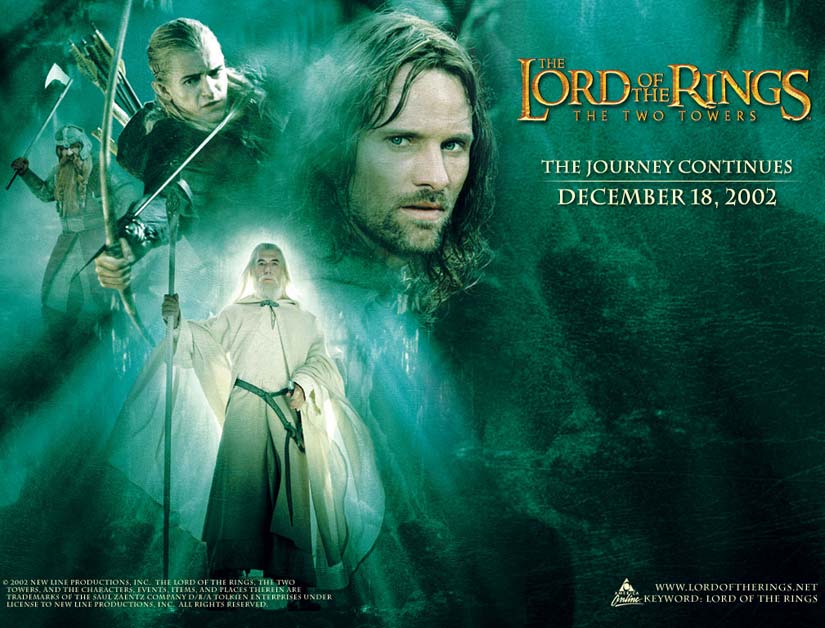 THE
LORD OF THE RINGS
THE TWO TOWERS
THE JOURNEY CONTINUES
DECEMBER 18, 2002
© 2002 NEW LINE PRODUCTIONS, INC. THE LORD OF THE RINGS, THE TWO
TOWERS, AND THE CHARACTERS, EVENTS, ITEMS, AND PLACES THEREIN ARE
TRADEMARKS OF THE SAUL ZAENTZ COMPANY D/B/A TOLKIEN ENTERPRISES UNDER
LICENSE TO NEW LINE PRODUCTIONS, INC. ALL RIGHTS RESERVED.
WWW.LORDOFTHERINGS.NET
AMERICA
Online KEYWORD: LORD OF THE RINGS